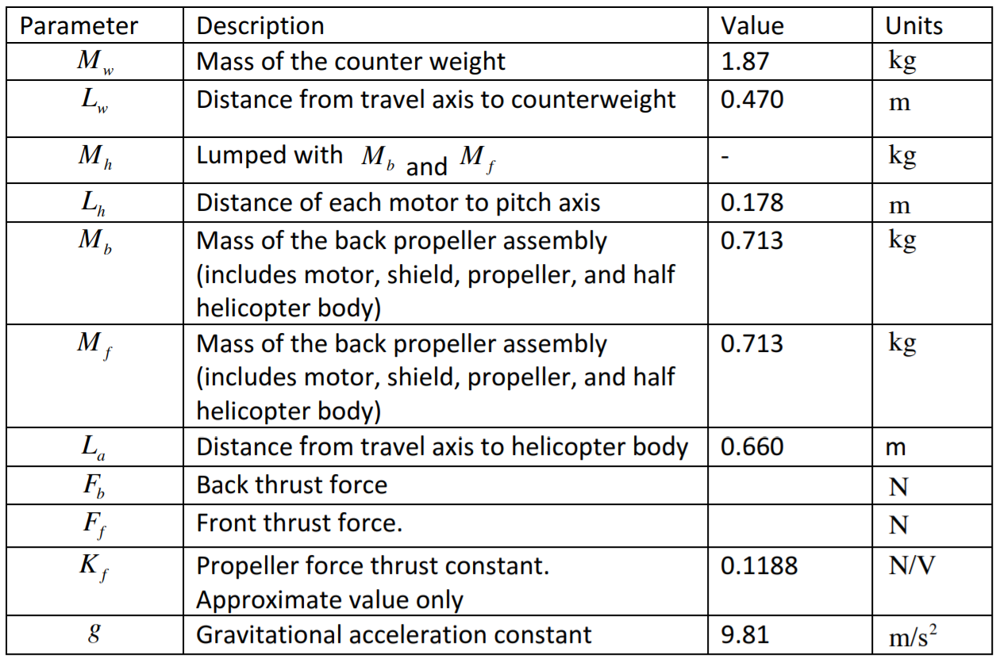 Parameter Description Value Units
M_w Mass of the counter weight 1.87 kg
L_w Distance from travel axis to counterweight 0.470 m
M_h Lumped with M_b and M_f - kg
L_h Distance of each motor to pitch axis 0.178 m
M_b Mass of the back propeller assembly 0.713 kg
(includes motor, shield, propeller, and half
helicopter body)
M_f Mass of the back propeller assembly 0.713 kg
(includes motor, shield, propeller, and half
helicopter body)
L_a Distance from travel axis to helicopter body 0.660 m
F_b Back thrust force N
F_f Front thrust force. N
K_f Propeller force thrust constant. 0.1188 N/V
Approximate value only
g Gravitational acceleration constant 9.81 m/s²